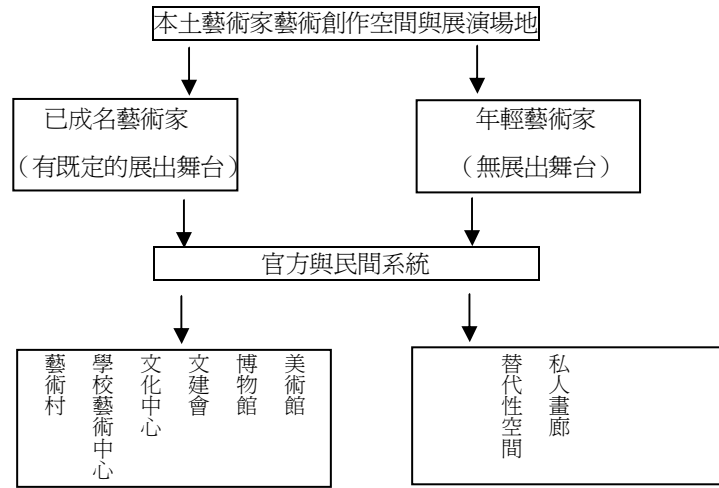 本土藝術家藝術創作空間與展演場地
已成名藝術家
（有既定的展出舞台）
年輕藝術家
（無展出舞台）
官方與民間系統
美術館
博物館
文建會
文化中心
學校藝術中心
藝術村
私人畫廊
替代性空間